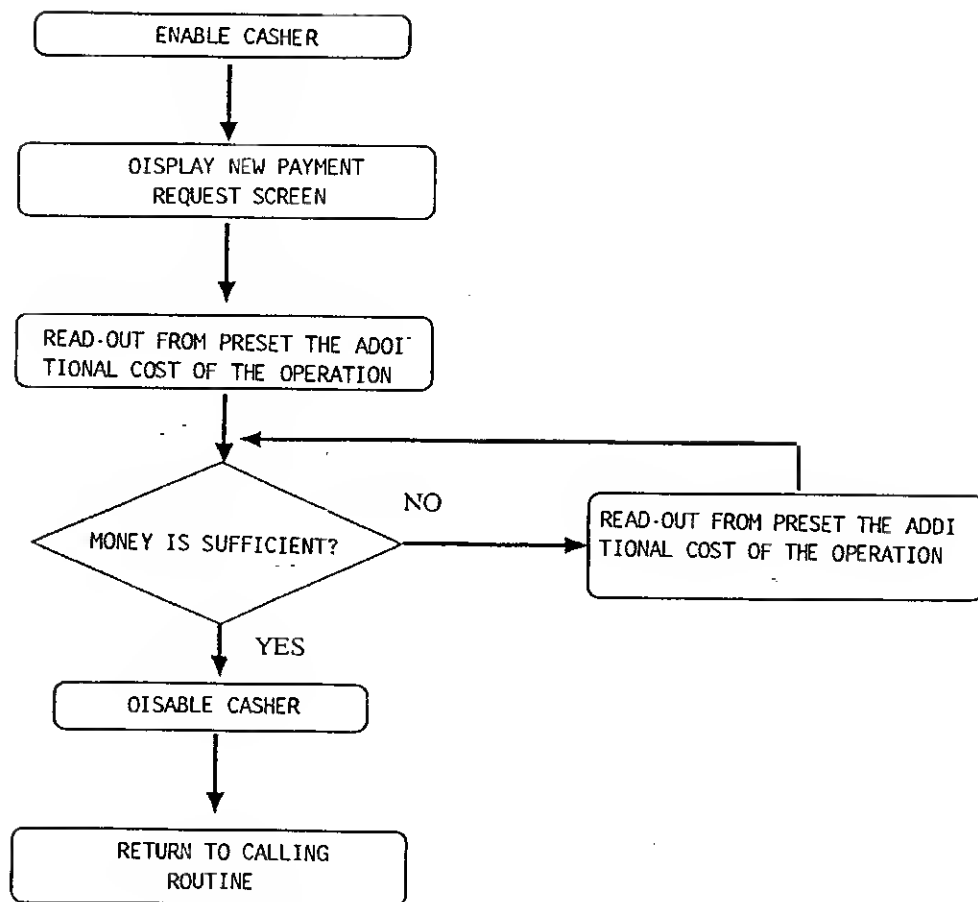 ENABLE CASHER
OISPLAY NEW PAYMENT
REQUEST SCREEN
READ-OUT FROM PRESET THE ADOI-
TIONAL COST OF THE OPERATION
MONEY IS SUFFICIENT?
NO
READ-OUT FROM PRESET THE ADDI
TIONAL COST OF THE OPERATION
YES
OISABLE CASHER
RETURN TO CALLING
ROUTINE